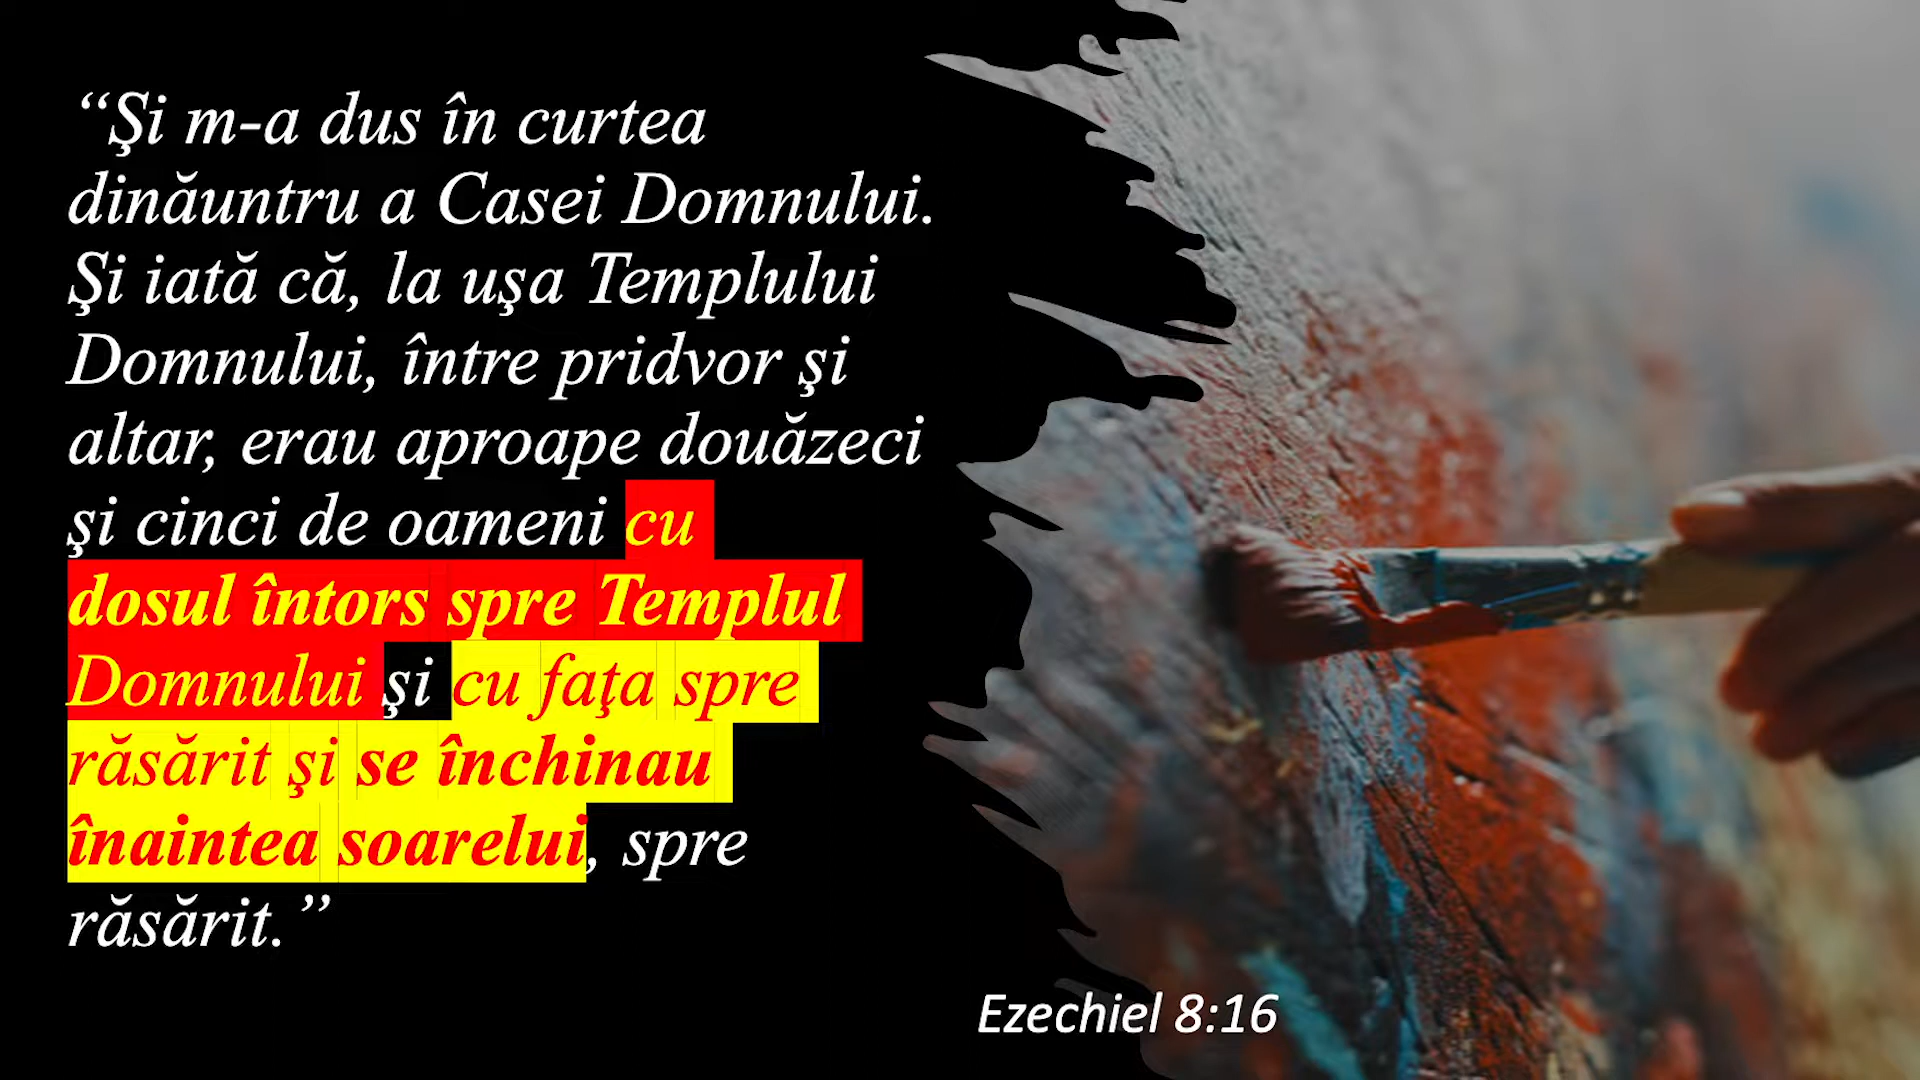 “Şi m-a dus în curtea
dinăuntru a Casei Domnului.
Şi iată că, la uşa Templului
Domnului, între pridvor şi
altar, erau aproape douăzeci
şi cinci de oameni cu
dosul întors spre Templul
Domnului şi cu faţa spre
răsărit şi se închinau
înaintea soarelui, spre
răsărit.”
Ezechiel 8:16